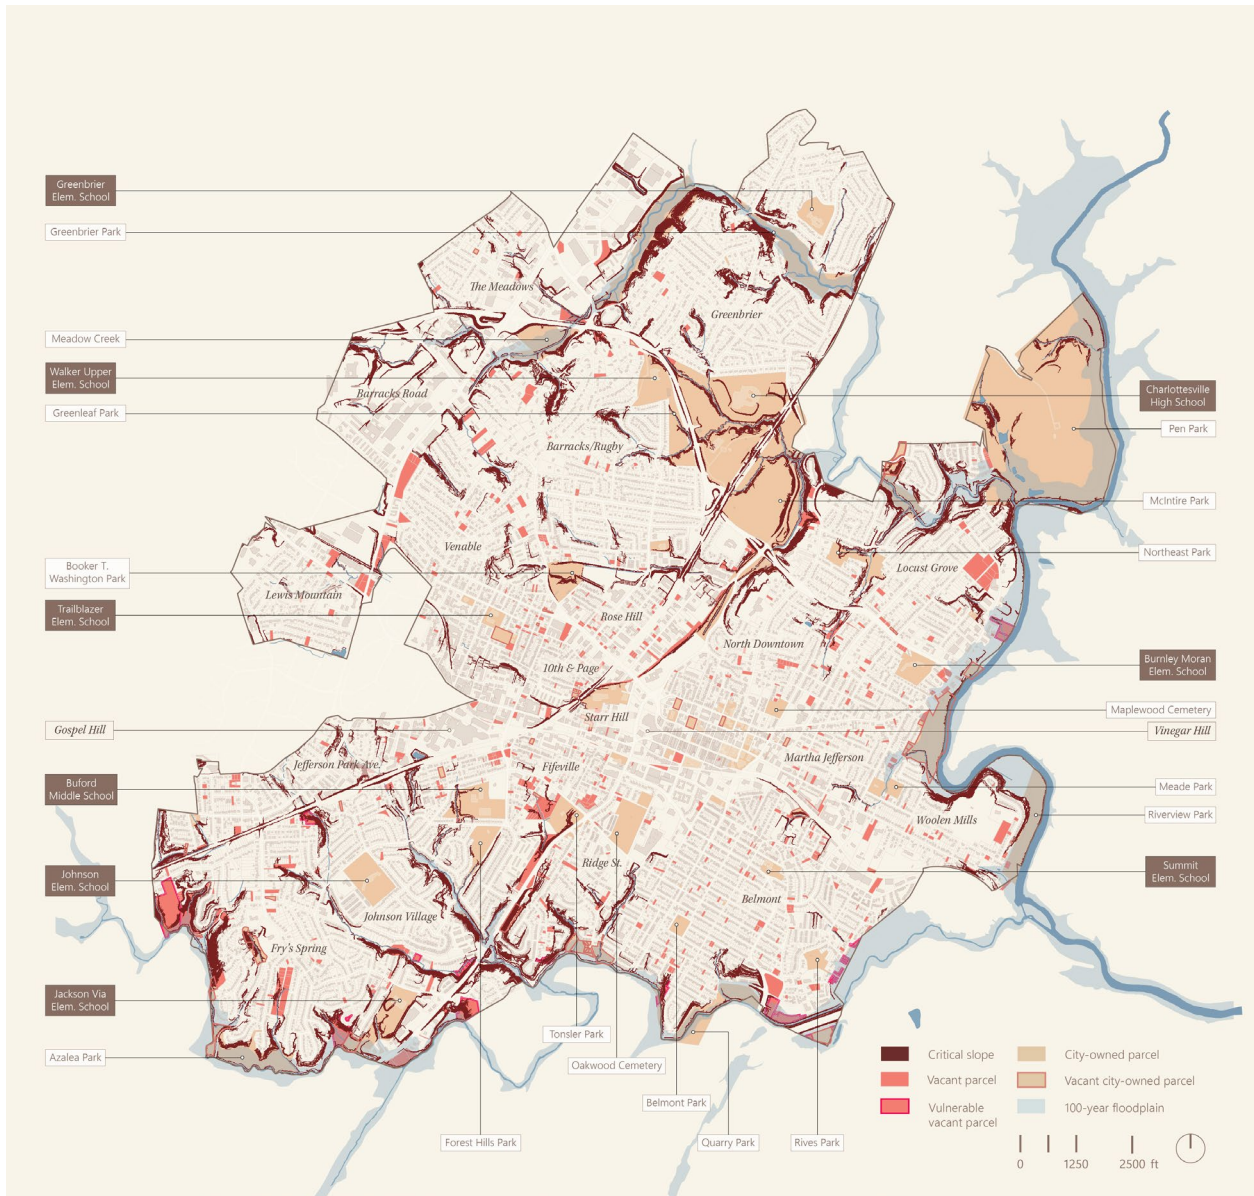 Greenbrier
Elem. School
Greenbrier Park
The Meadows
Greenbrier
Meadow Creek
Walker Upper
Elem. School
Barracks Road
Charlottesville
High School
Greenleaf Park
Pen Park
Barracks/Rugby
McIntire Park
Venable
Northeast Park
Booker T.
Washington Park
Locust Grove
Lewis Mountain
Trailblazer
Elem. School
Rose Hill
North Downtown
10th & Page
Burnley Moran
Elem. School
Maplewood Cemetery
Starr Hill
Gospel Hill
Vinegar Hill
Jefferson Park Ave.
Fifeville
Martha Jefferson
Buford
Middle School
Meade Park
Woolen Mills
Riverview Park
Ridge St.
Johnson
Elem. School
Summit
Elem. School
Belmont
Johnson Village
Fry's Spring
Jackson Via
Elem. School
Azalea Park
Tonsler Park
Oakwood Cemetery
Belmont Park
Forest Hills Park
Quarry Park
Rives Park
Critical slope
City-owned parcel
Vacant parcel
Vacant city-owned parcel
Vulnerable
vacant parcel
100-year floodplain
0 1250 2500 ft